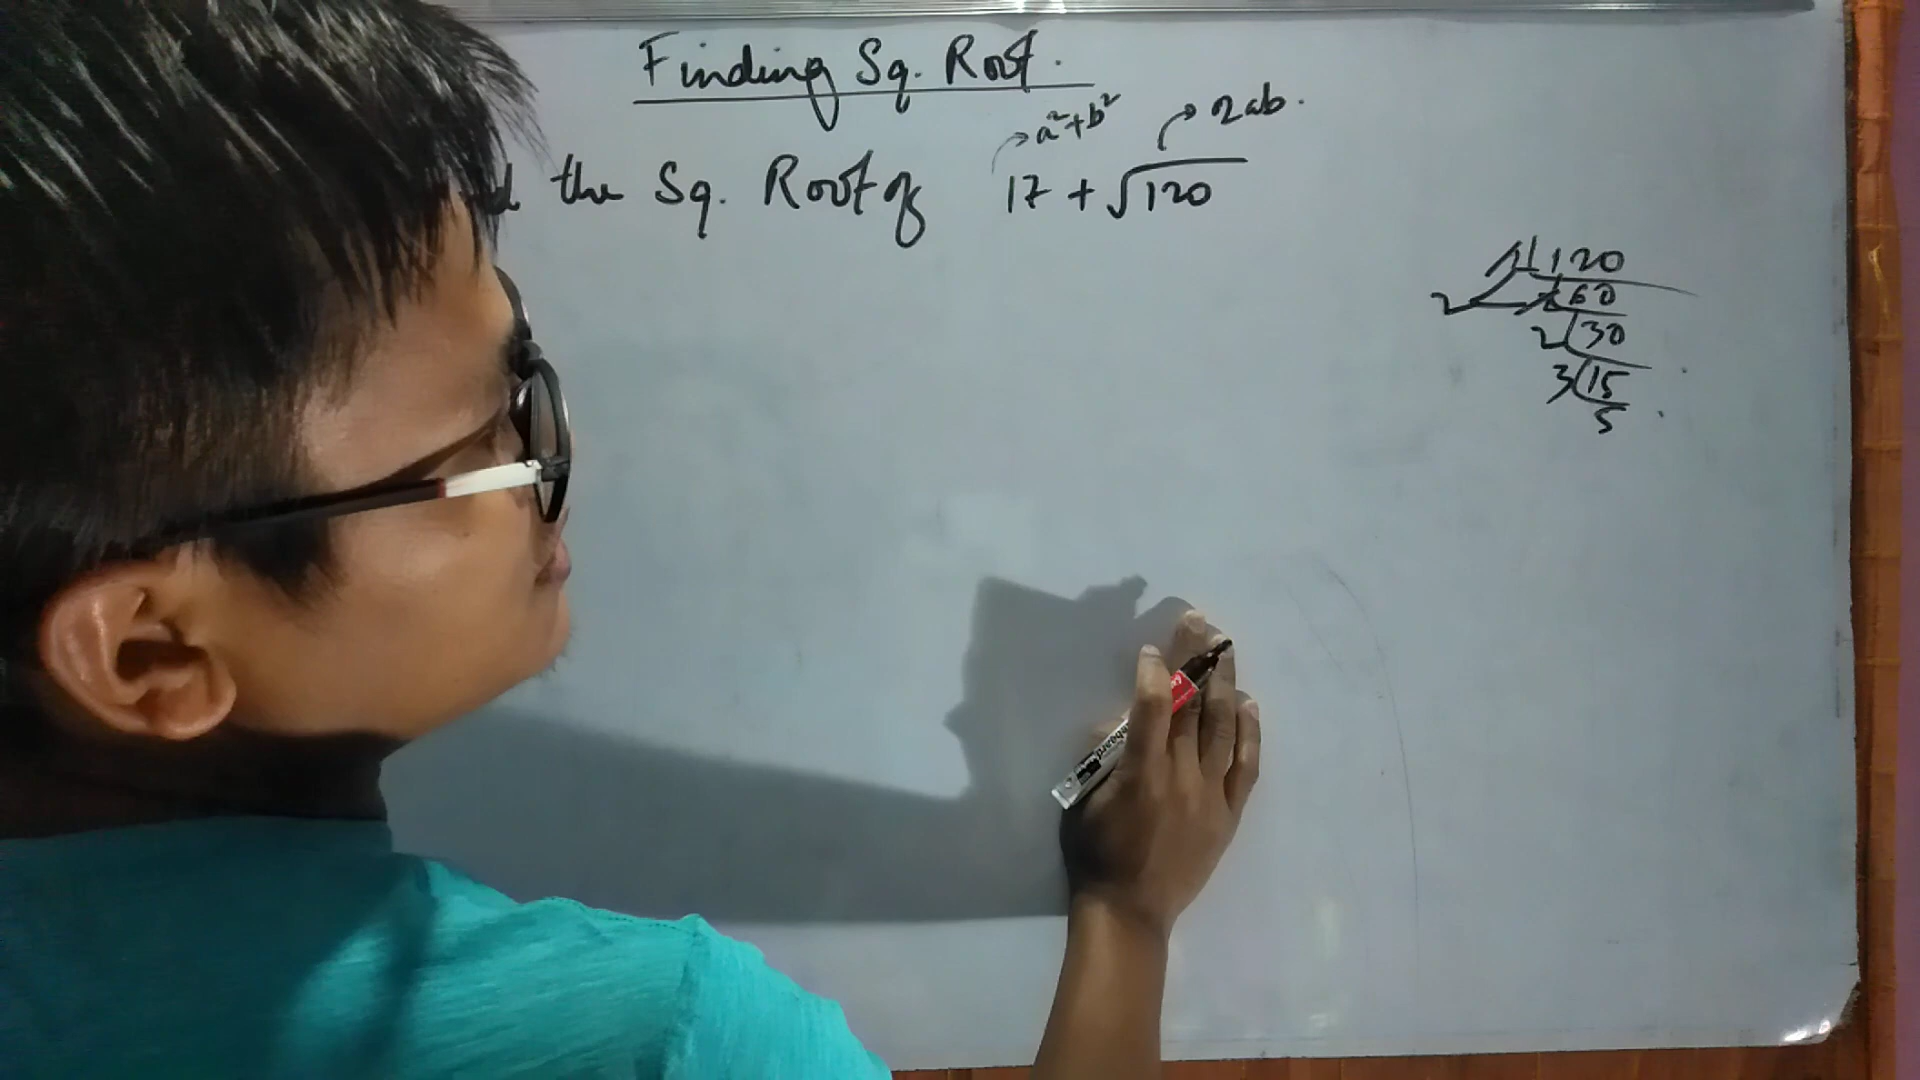 Finding Sq. Root.
a²+b² 2ab.
the Sq. Root of 17 + √120
2 120
2 2 60
2 30
3 15
5